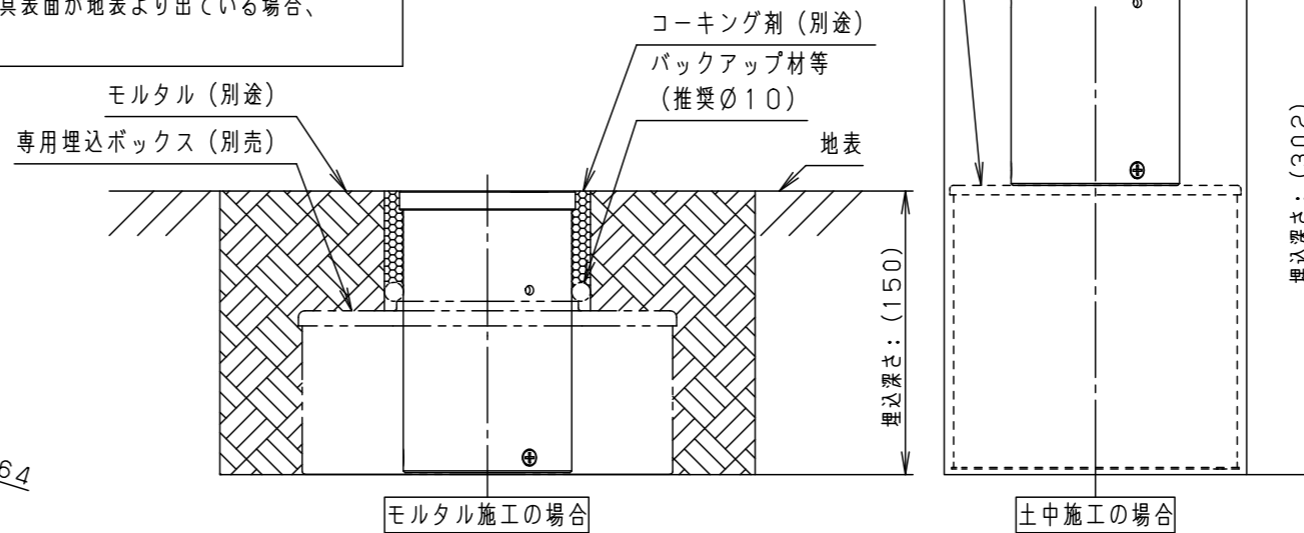 具表面が地表より出ている場合、
コーキング剤（別途）
バックアップ材等
（推奨Ø10）
モルタル（別途）
専用埋込ボックス（別売）
地表
埋込深さ：（150）
埋込深さ：（302）
64
モルタル施工の場合
土中施工の場合